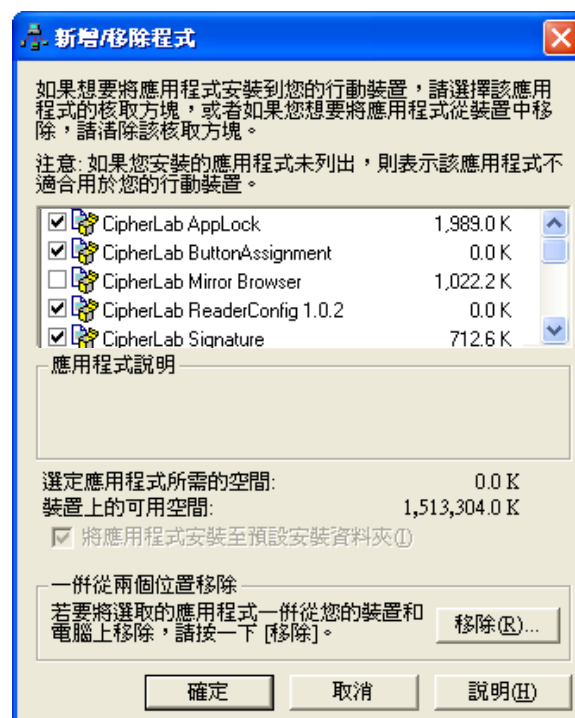 新增/移除程式
如果想要將應用程式安裝到您的行動裝置，請選擇該應用
程式的核取方塊，或者如果您想要將應用程式從裝置中移
除，請清除該核取方塊。
注意: 如果您安裝的應用程式未列出，則表示該應用程式不
適合用於您的行動裝置。
CipherLab AppLock 1,989.0 K
CipherLab ButtonAssignment 0.0 K
CipherLab Mirror Browser 1,022.2 K
CipherLab ReaderConfig 1.0.2 0.0 K
CipherLab Signature 712.6 K
應用程式說明
選定應用程式所需的空間: 0.0 K
裝置上的可用空間: 1,513,304.0 K
將應用程式安裝至預設安裝資料夾(I)
一併從兩個位置移除
若要將選取的應用程式一併從您的裝置和
電腦上移除，請按一下 [移除]。
移除(R)...
確定 取消 說明(H)